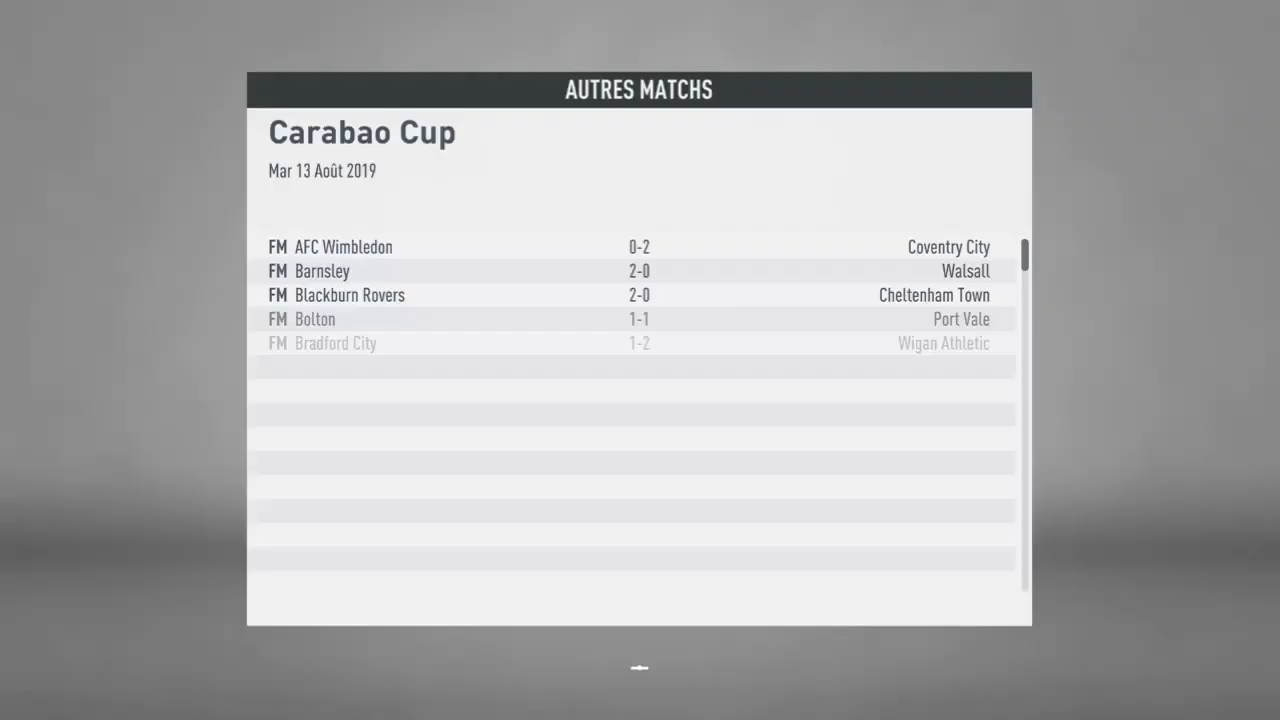 AUTRES MATCHS
Carabao Cup
Mar 13 Août 2019
FM AFC Wimbledon 0-2 Coventry City
FM Barnsley 2-0 Walsall
FM Blackburn Rovers 2-0 Cheltenham Town
FM Bolton 1-1 Port Vale
FM Bradford City 1-2 Wigan Athletic